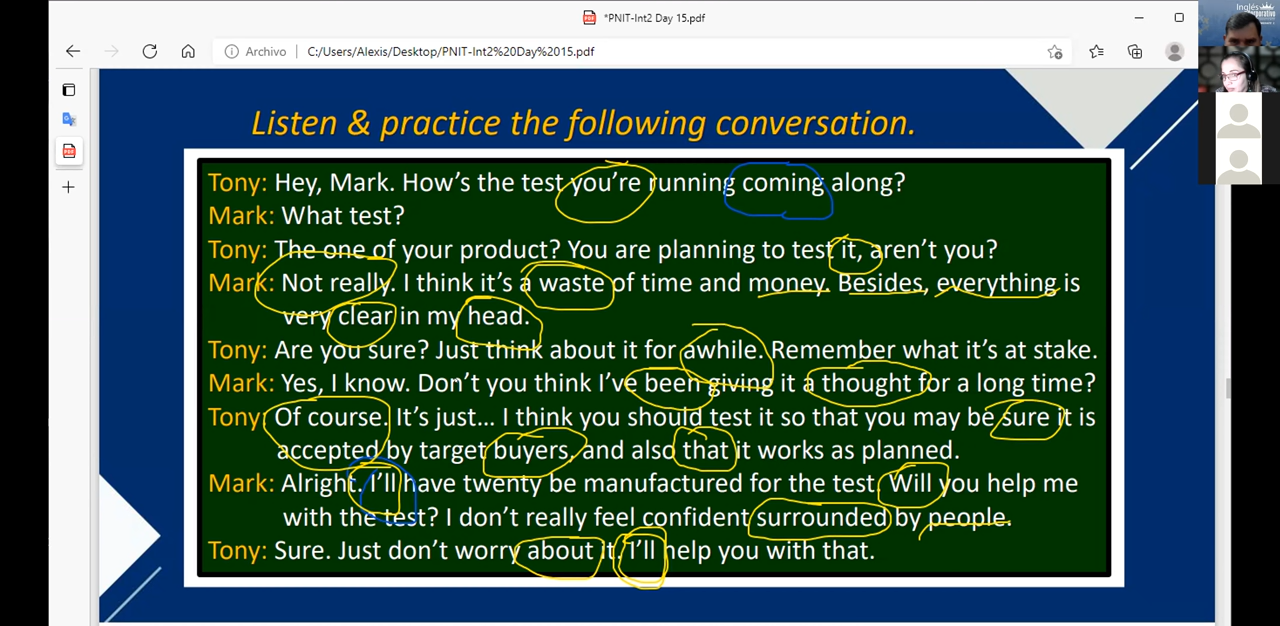 *PNIT-Int2 Day 15.pdf
Archivo | C:/Users/Alexis/Desktop/PNIT-Int2%20Day%2015.pdf
Inglés
Corporativo
Listen & practice the following conversation.
Tony: Hey, Mark. How's the test you're running coming along?
Mark: What test?
Tony: The one of your product? You are planning to test it, aren't you?
Mark: Not really. I think it's a waste of time and money. Besides, everything is
very clear in my head.
Tony: Are you sure? Just think about it for awhile. Remember what it's at stake.
Mark: Yes, I know. Don't you think I've been giving it a thought for a long time?
Tony: Of course. It's just... I think you should test it so that you may be sure it is
accepted by target buyers, and also that it works as planned.
Mark: Alright. I'll have twenty be manufactured for the test. Will you help me
with the test? I don't really feel confident surrounded by people.
Tony: Sure. Just don't worry about it. I'll help you with that.